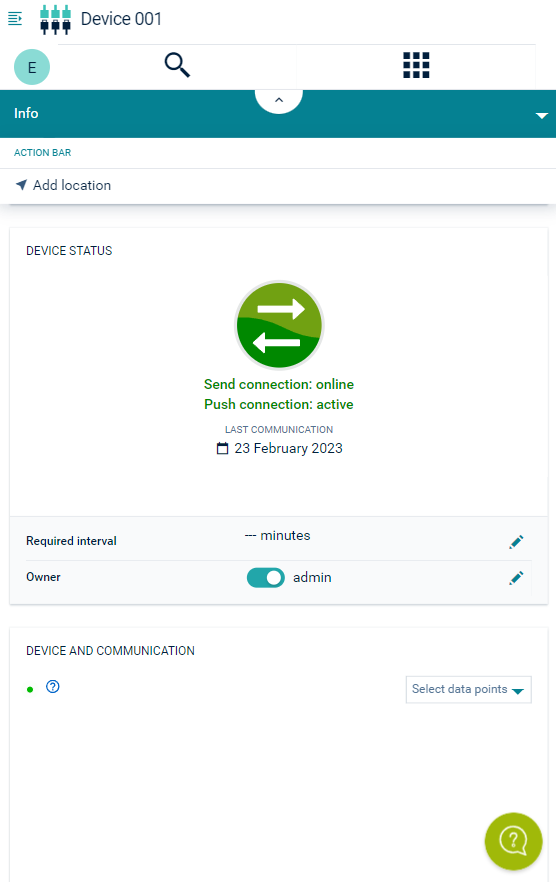 Device 001
E
Info
ACTION BAR
Add location
DEVICE STATUS
Send connection: online
Push connection: active
LAST COMMUNICATION
23 February 2023
Required interval
--- minutes
Owner
admin
DEVICE AND COMMUNICATION
?
Select data points
?